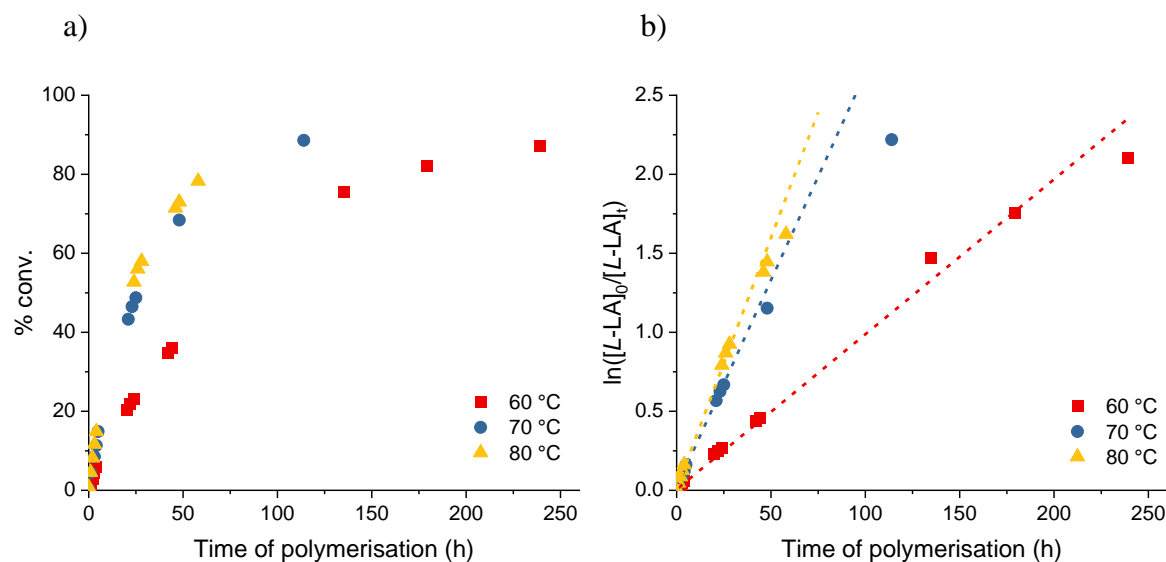 a)
% conv.
100
80
60
40
20
0
0 50 100 150 200 250
Time of polymerisation (h)
60 °C
70 °C
80 °C
b)
ln([L-LA]0/[L-LA]t)
2.5
2.0
1.5
1.0
0.5
0.0
0 50 100 150 200 250
Time of polymerisation (h)
60 °C
70 °C
80 °C